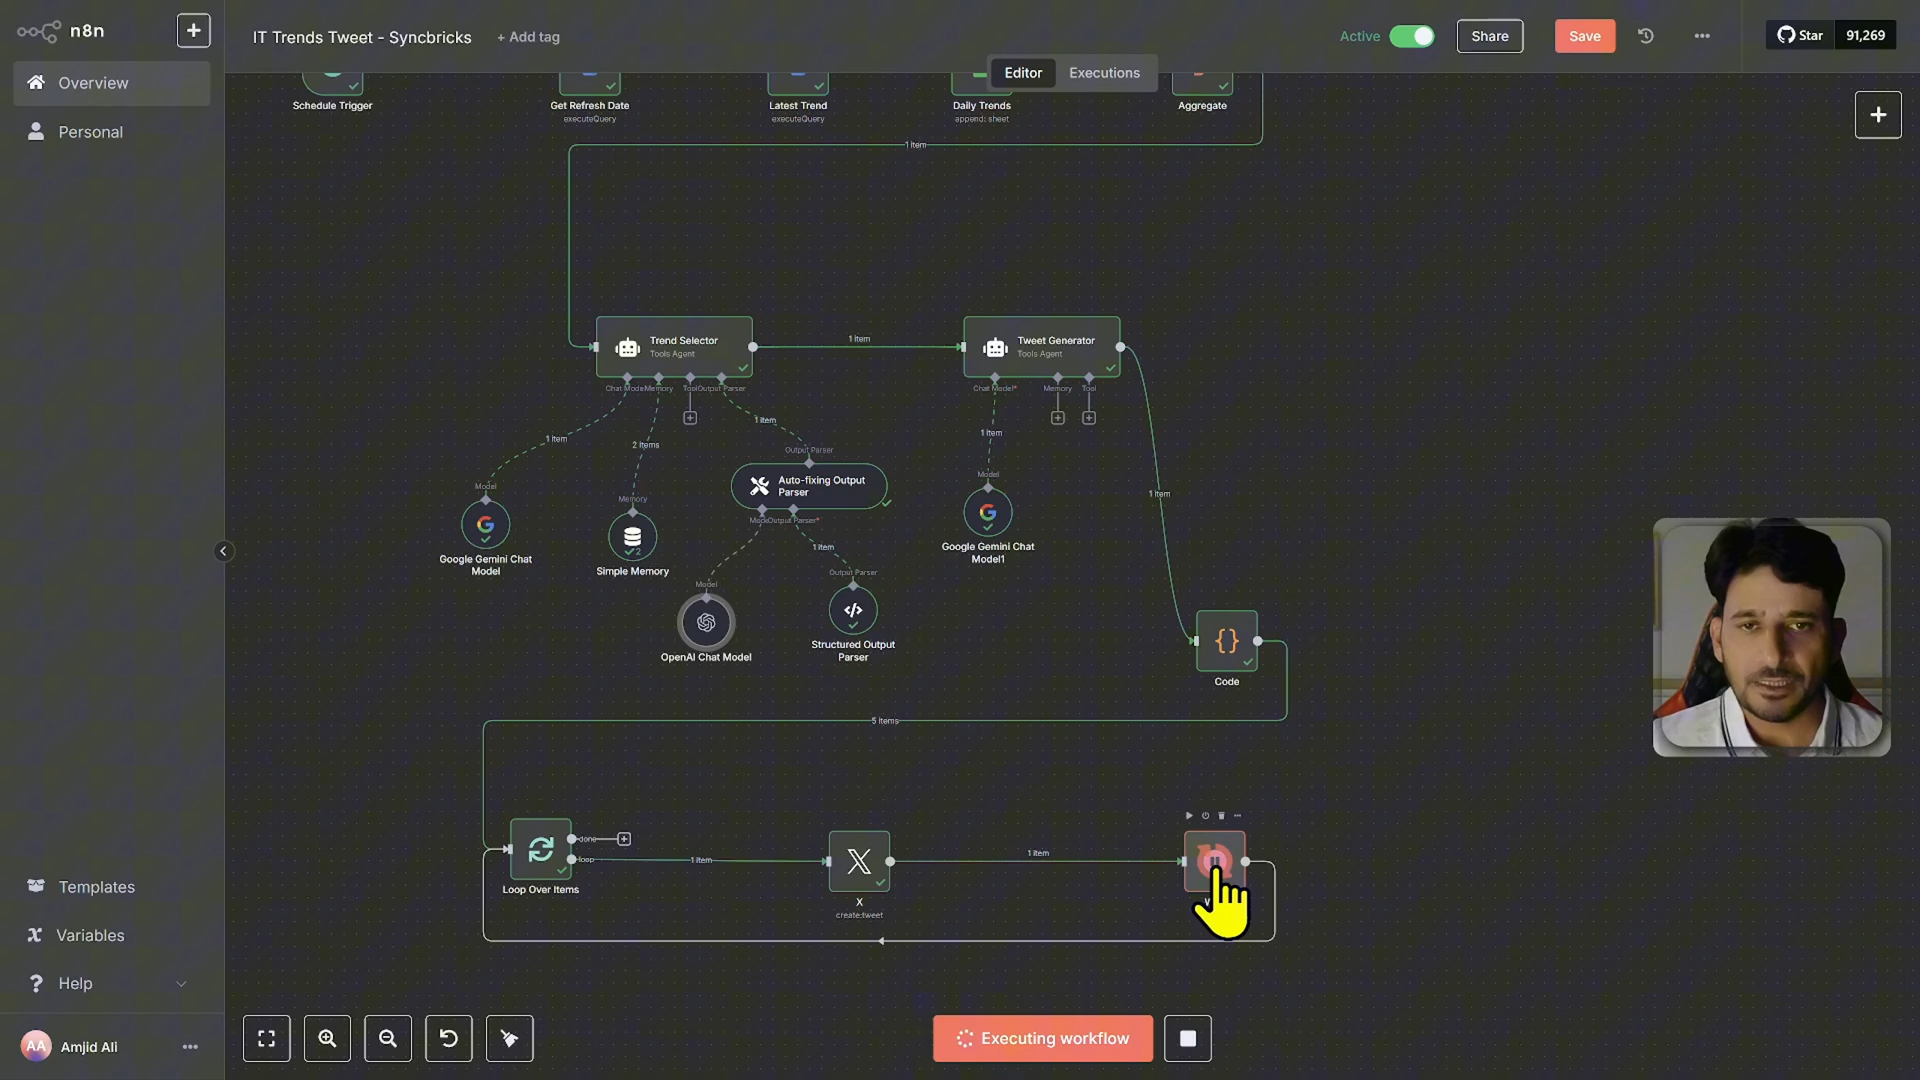 n8n
IT Trends Tweet - Syncbricks
+ Add tag
Active
Share
Save
Star
91,269
Overview
Personal
Editor
Executions
Schedule Trigger
Get Refresh Date
executeQuery
Latest Trend
executeQuery
Daily Trends
append: sheet
Aggregate
1 item
Trend Selector
Tools Agent
1 item
Tweet Generator
Tools Agent
Chat Model
Memory
Tool
Output Parser
Chat Model*
Memory
Tool
1 item
2 items
1 item
1 item
Output Parser
Auto-fixing Output
Parser
Model
Output Parser*
Model
Memory
Model
Google Gemini Chat
Model
Simple Memory
2
Google Gemini Chat
Model1
1 item
1 item
Model
Output Parser
OpenAI Chat Model
Structured Output
Parser
Code
5 items
done
loop
Loop Over Items
1 item
X
create: tweet
1 item
Templates
Variables
Help
AA
Amjid Ali
Executing workflow